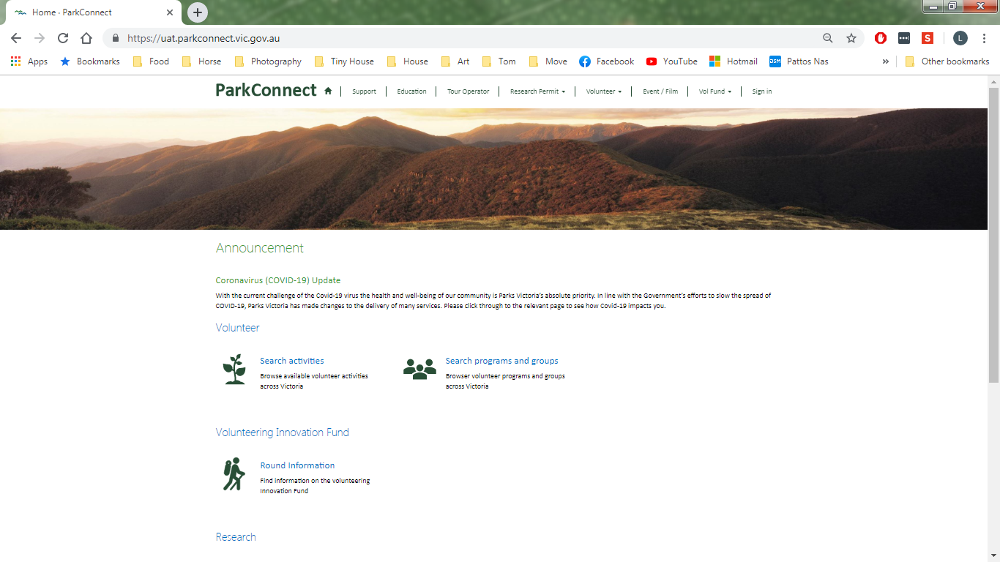 Home · ParkConnect
https://uat.parkconnect.vic.gov.au
S
L
Apps Bookmarks Food Horse Photography Tiny House House Art Tom Move Facebook YouTube Hotmail DSM Pattos Nas » Other bookmarks
ParkConnect Support Education Tour Operator Research Permit Volunteer Event / Film Vol Fund Sign in
Announcement
Coronavirus (COVID-19) Update
With the current challenge of the Covid-19 virus the health and well-being of our community is Parks Victoria's absolute priority. In line with the Government's efforts to slow the spread of
COVID-19, Parks Victoria has made changes to the delivery of many services. Please click through to the relevant page to see how Covid-19 impacts you.
Volunteer
Search activities
Browse available volunteer activities
across Victoria
Search programs and groups
Browser volunteer programs and groups
across Victoria
Volunteering Innovation Fund
Round Information
Find information on the volunteering
Innovation Fund
Research